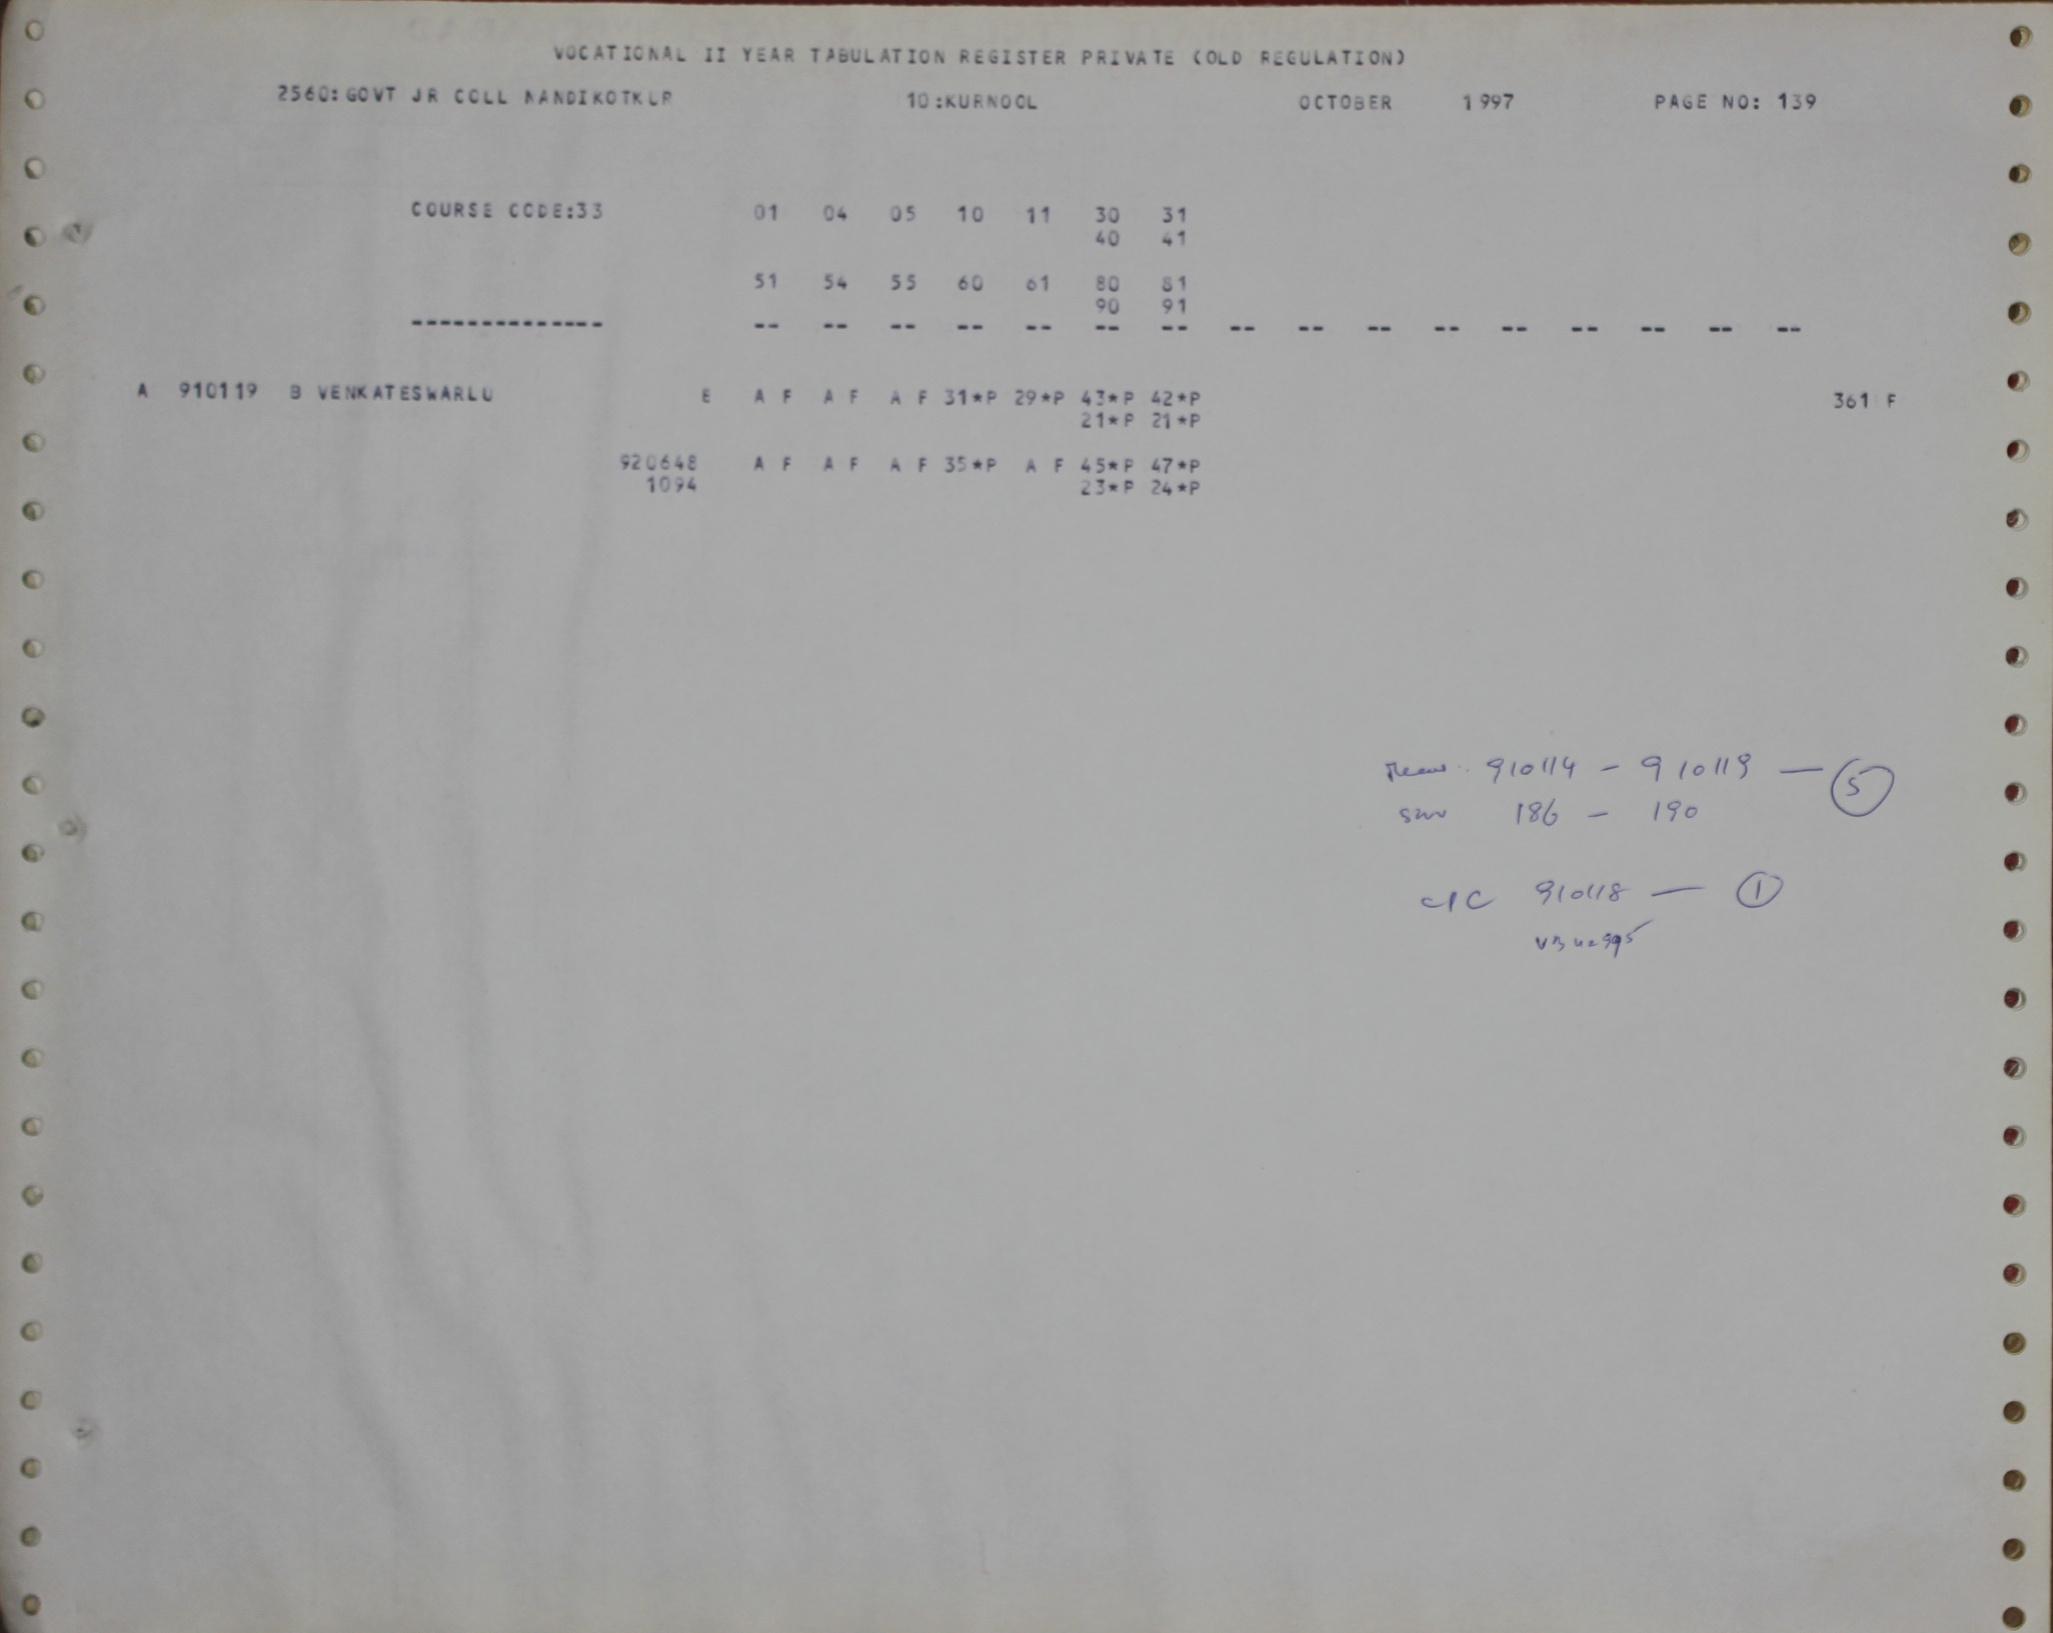 VOCATIONAL II YEAR TABULATION REGISTER PRIVATE (OLD REGULATION)
2560:GOVT JR COLL NANDIKOTKUR 10:KURNOOL OCTOBER 1997 PAGE NO: 139
COURSE CODE:33 01 04 05 10 11 30 31
40 41
51 54 55 60 61 80 81
90 91
-------------- -- -- -- -- -- -- -- -- -- -- -- -- -- -- -- --
A 910119 B VENKATESWARLU E A F A F A F 31*P 29*P 43*P 42*P 361 F
21*P 21*P
920648 A F A F A F 35*P A F 45*P 47*P
1094 23*P 24*P
910114 - 910119 — 5
186 - 190
910118 — 1